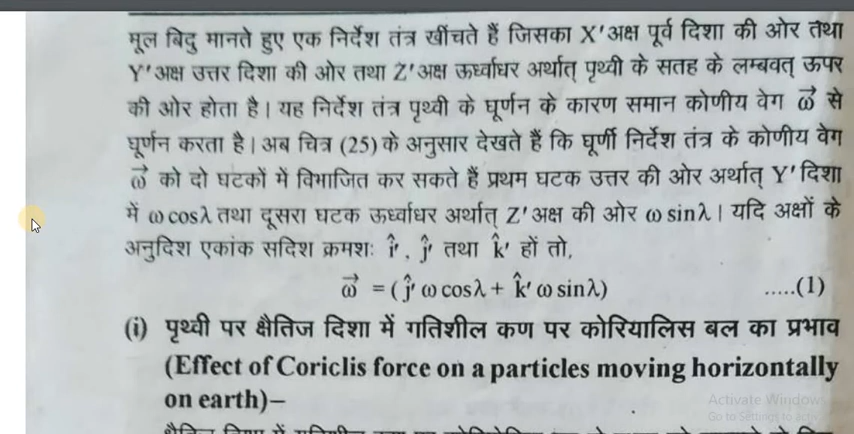 मूल बिदु मानते हुए एक निर्देश तंत्र खींचते हैं जिसका X′ अक्ष पूर्व दिशा की ओर तथा
Y′ अक्ष उत्तर दिशा की ओर तथा Z′ अक्ष ऊर्ध्वाधर अर्थात् पृथ्वी के सतह के लम्बवत् ऊपर
की ओर होता है। यह निर्देश तंत्र पृथ्वी के घूर्णन के कारण समान कोणीय वेग ω⃗ से
घूर्णन करता है। अब चित्र (25) के अनुसार देखते हैं कि घूर्णी निर्देश तंत्र के कोणीय वेग
ω⃗ को दो घटकों में विभाजित कर सकते हैं प्रथम घटक उत्तर की ओर अर्थात् Y′ दिशा
में ω cosλ तथा दूसरा घटक ऊर्ध्वाधर अर्थात् Z′ अक्ष की ओर ω sinλ। यदि अक्षों के
अनुदिश एकांक सदिश क्रमशः î′, ĵ′ तथा k̂′ हों तो,
ω⃗ = (ĵ′ ω cosλ + k̂′ ω sinλ) .....(1)
(i) पृथ्वी पर क्षैतिज दिशा में गतिशील कण पर कोरियालिस बल का प्रभाव
(Effect of Coriclis force on a particles moving horizontally
on earth)–
Activate Windows
Go to Settings to